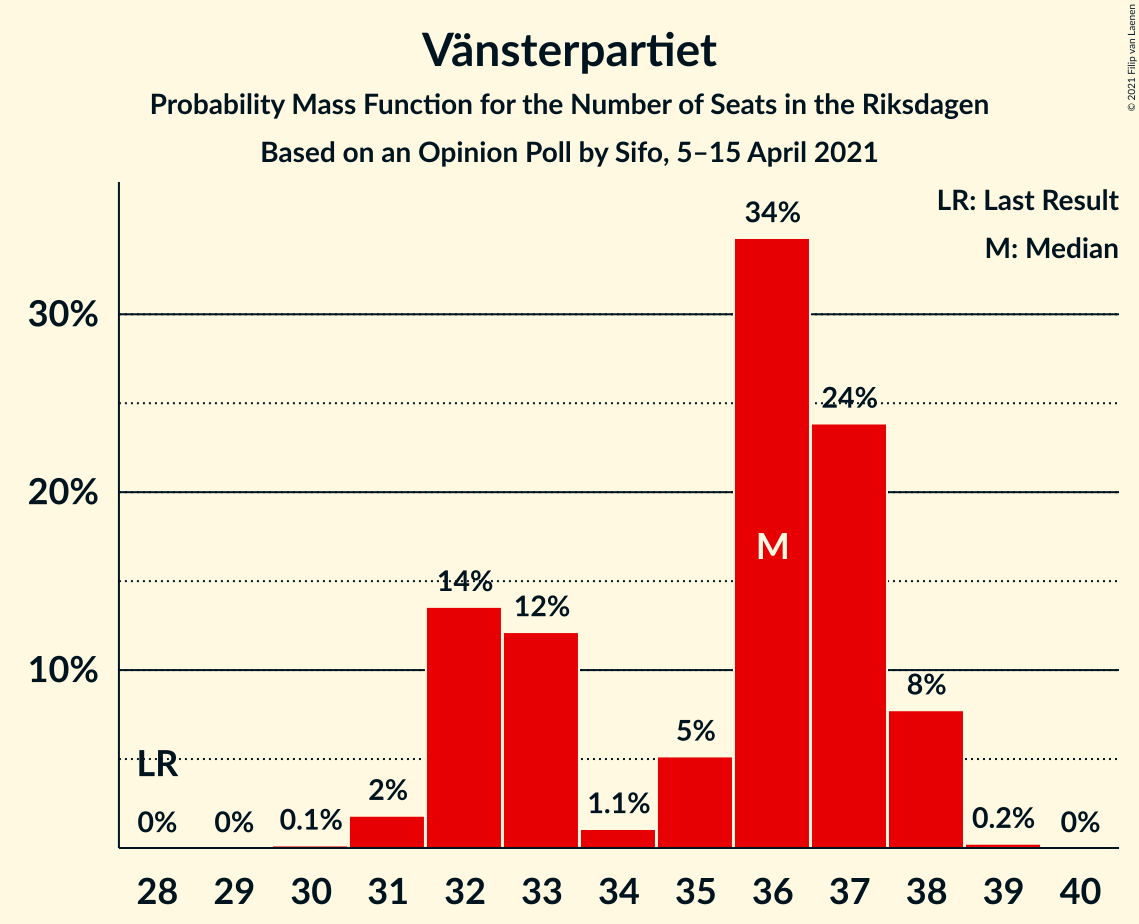 Vänsterpartiet
Probability Mass Function for the Number of Seats in the Riksdagen
Based on an Opinion Poll by Sifo, 5–15 April 2021
© 2021 Filip van Laenen
LR: Last Result
M: Median
30%
20%
10%
34%
24%
M
14%
12%
8%
5%
LR
2%
1.1%
0%
0%
0.1%
0.2%
0%
28 29 30 31 32 33 34 35 36 37 38 39 40